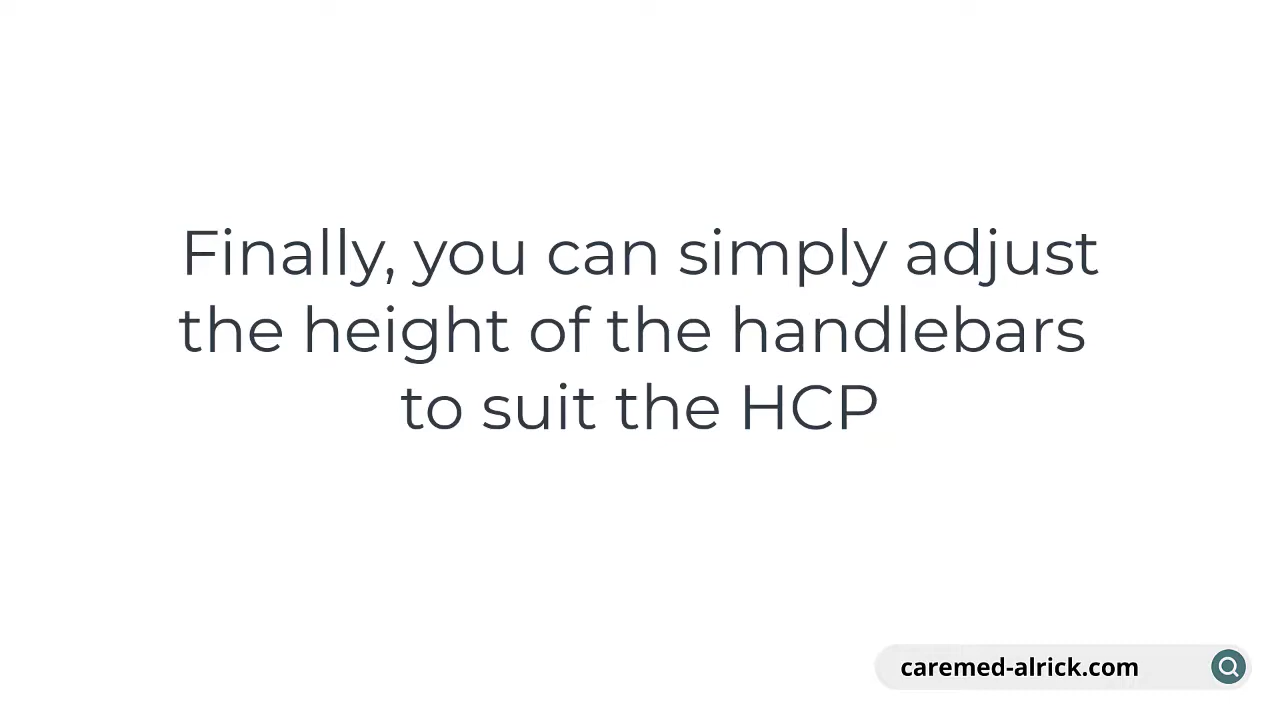 Finally, you can simply adjust
the height of the handlebars
to suit the HCP
caremed-alrick.com